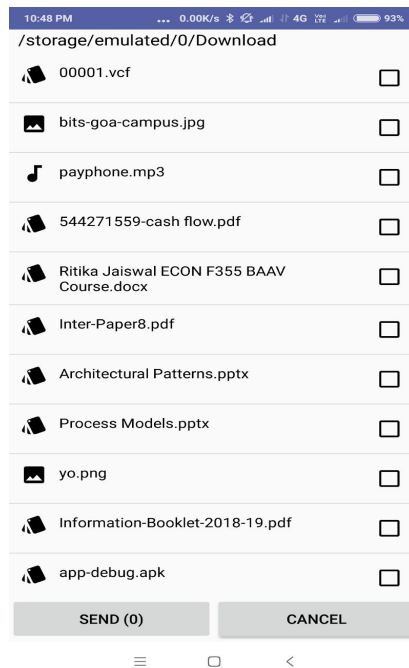 10:48 PM ... 0.00K/s 4G VoLTE 93%
/storage/emulated/0/Download
00001.vcf
bits-goa-campus.jpg
payphone.mp3
544271559-cash flow.pdf
Ritika Jaiswal ECON F355 BAAV
Course.docx
Inter-Paper8.pdf
Architectural Patterns.pptx
Process Models.pptx
yo.png
Information-Booklet-2018-19.pdf
app-debug.apk
SEND (0) CANCEL